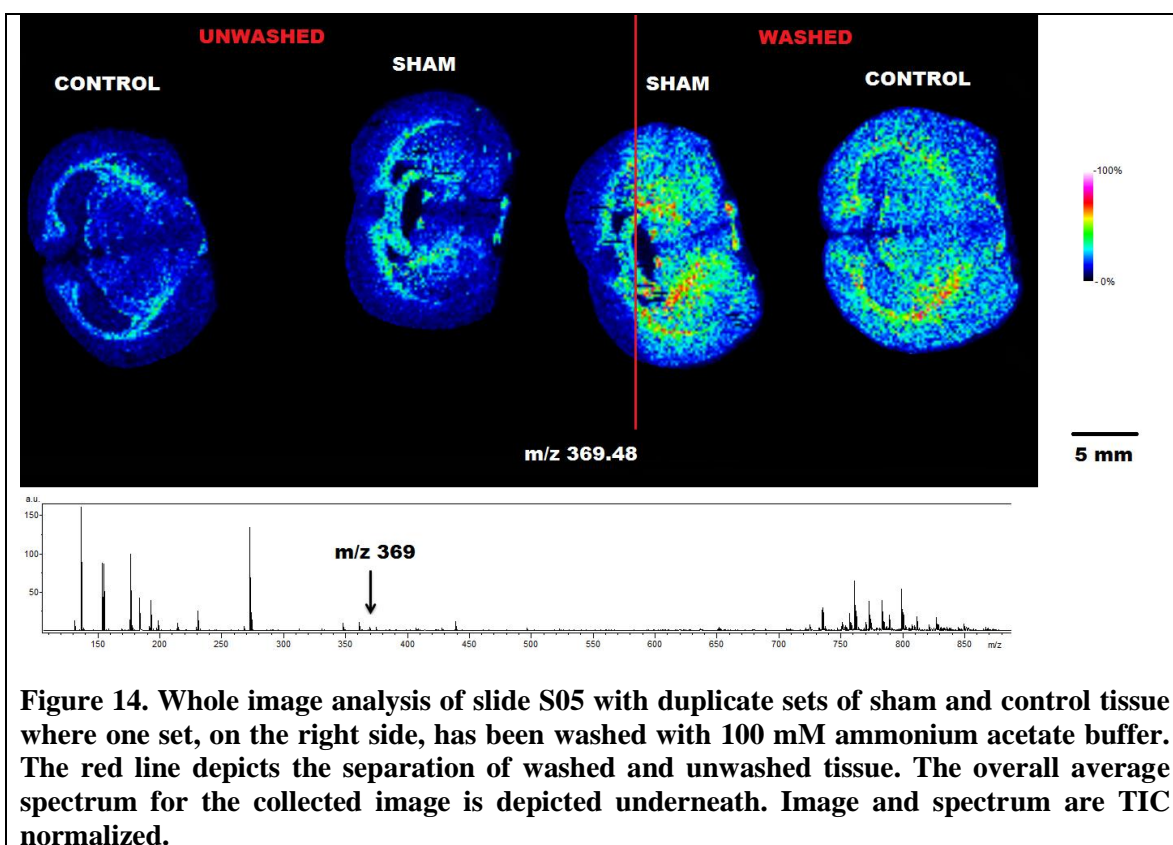 UNWASHED
WASHED
CONTROL
SHAM
SHAM
CONTROL
-100%
- 0%
m/z 369.48
5 mm
a.u.
150
100
50
m/z 369
150 200 250 300 350 400 450 500 550 600 650 700 750 800 850 m/z
Figure 14. Whole image analysis of slide S05 with duplicate sets of sham and control tissue
where one set, on the right side, has been washed with 100 mM ammonium acetate buffer.
The red line depicts the separation of washed and unwashed tissue. The overall average
spectrum for the collected image is depicted underneath. Image and spectrum are TIC
normalized.